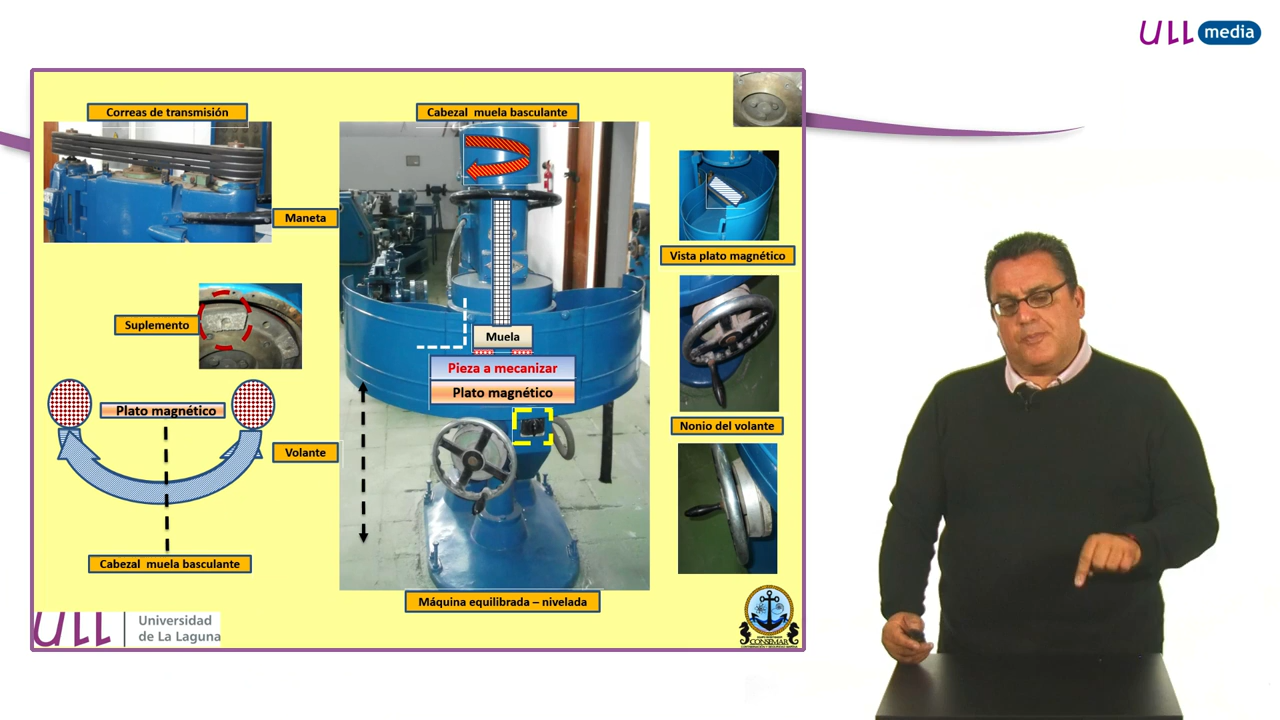 ULL media
Correas de transmisión
Cabezal muela basculante
Maneta
Vista plato magnético
Suplemento
Muela
Pieza a mecanizar
Plato magnético
Plato magnético
Nonio del volante
Volante
Cabezal muela basculante
Máquina equilibrada – nivelada
ULL
Universidad
de La Laguna
CONSEMAR